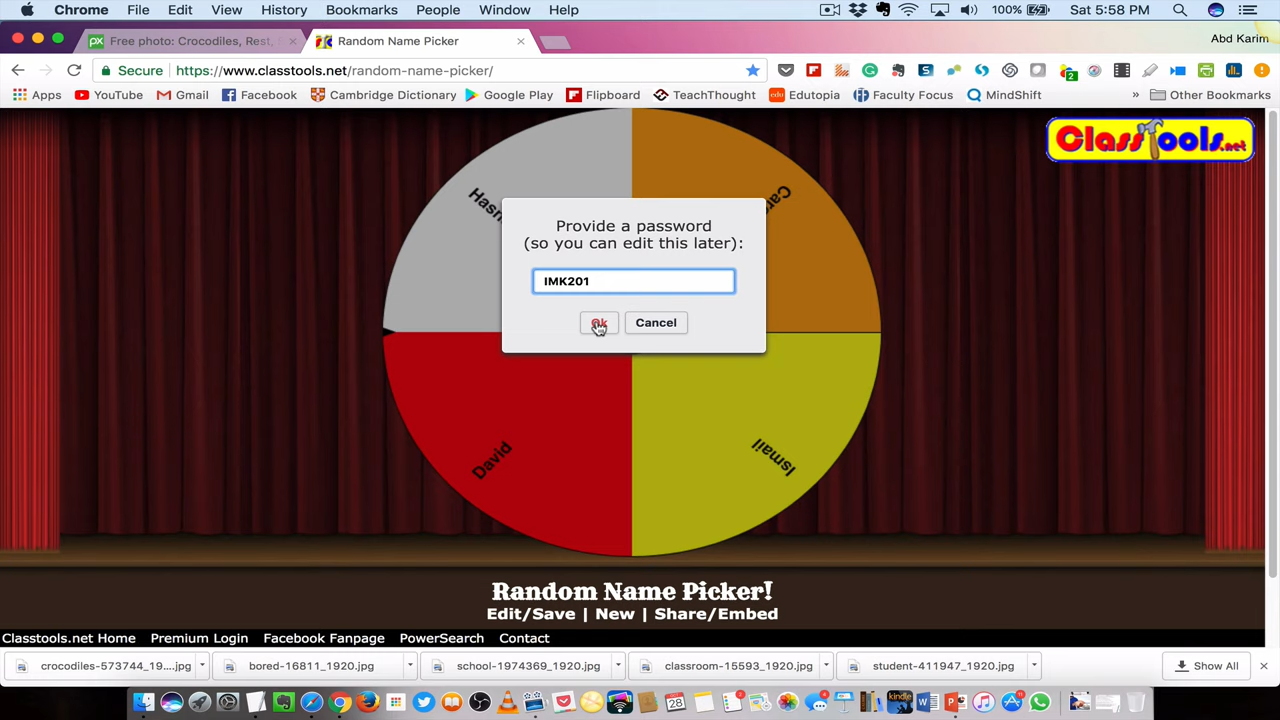 Chrome File Edit View History Bookmarks People Window Help 100% Sat 5:58 PM
Free photo: Crocodiles, Rest, Random Name Picker Abd Karim
Secure https://www.classtools.net/random-name-picker/
Apps YouTube Gmail Facebook Cambridge Dictionary Google Play Flipboard TeachThought Edutopia Faculty Focus MindShift » Other Bookmarks
ClassTools.net
Provide a password
(so you can edit this later):
IMK201
Ok Cancel
David Ismail
Random Name Picker!
Edit/Save | New | Share/Embed
Classtools.net Home Premium Login Facebook Fanpage PowerSearch Contact
crocodiles-573744_19....jpg bored-16811_1920.jpg school-1974369_1920.jpg classroom-15593_1920.jpg student-411947_1920.jpg Show All